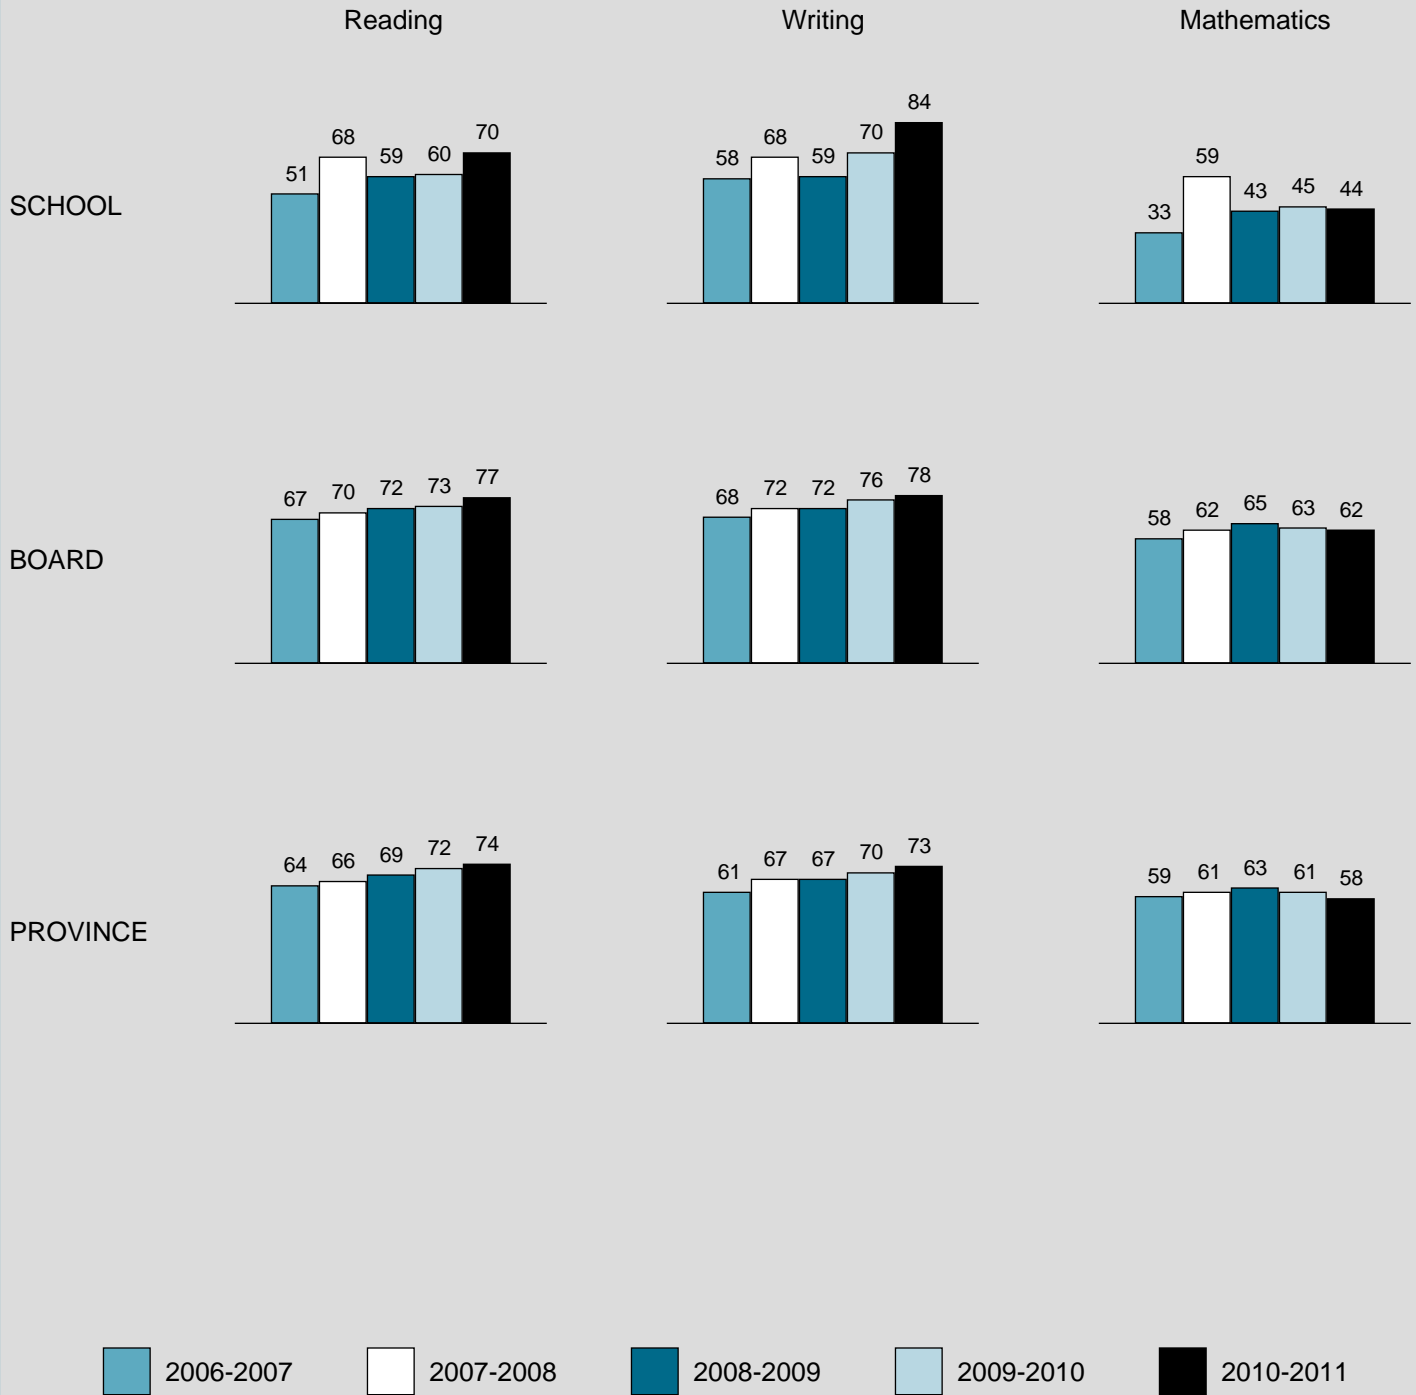 Reading Writing Mathematics
SCHOOL
51 68 59 60 70
58 68 59 70 84
33 59 43 45 44
BOARD
67 70 72 73 77
68 72 72 76 78
58 62 65 63 62
PROVINCE
64 66 69 72 74
61 67 67 70 73
59 61 63 61 58
2006-2007 2007-2008 2008-2009 2009-2010 2010-2011